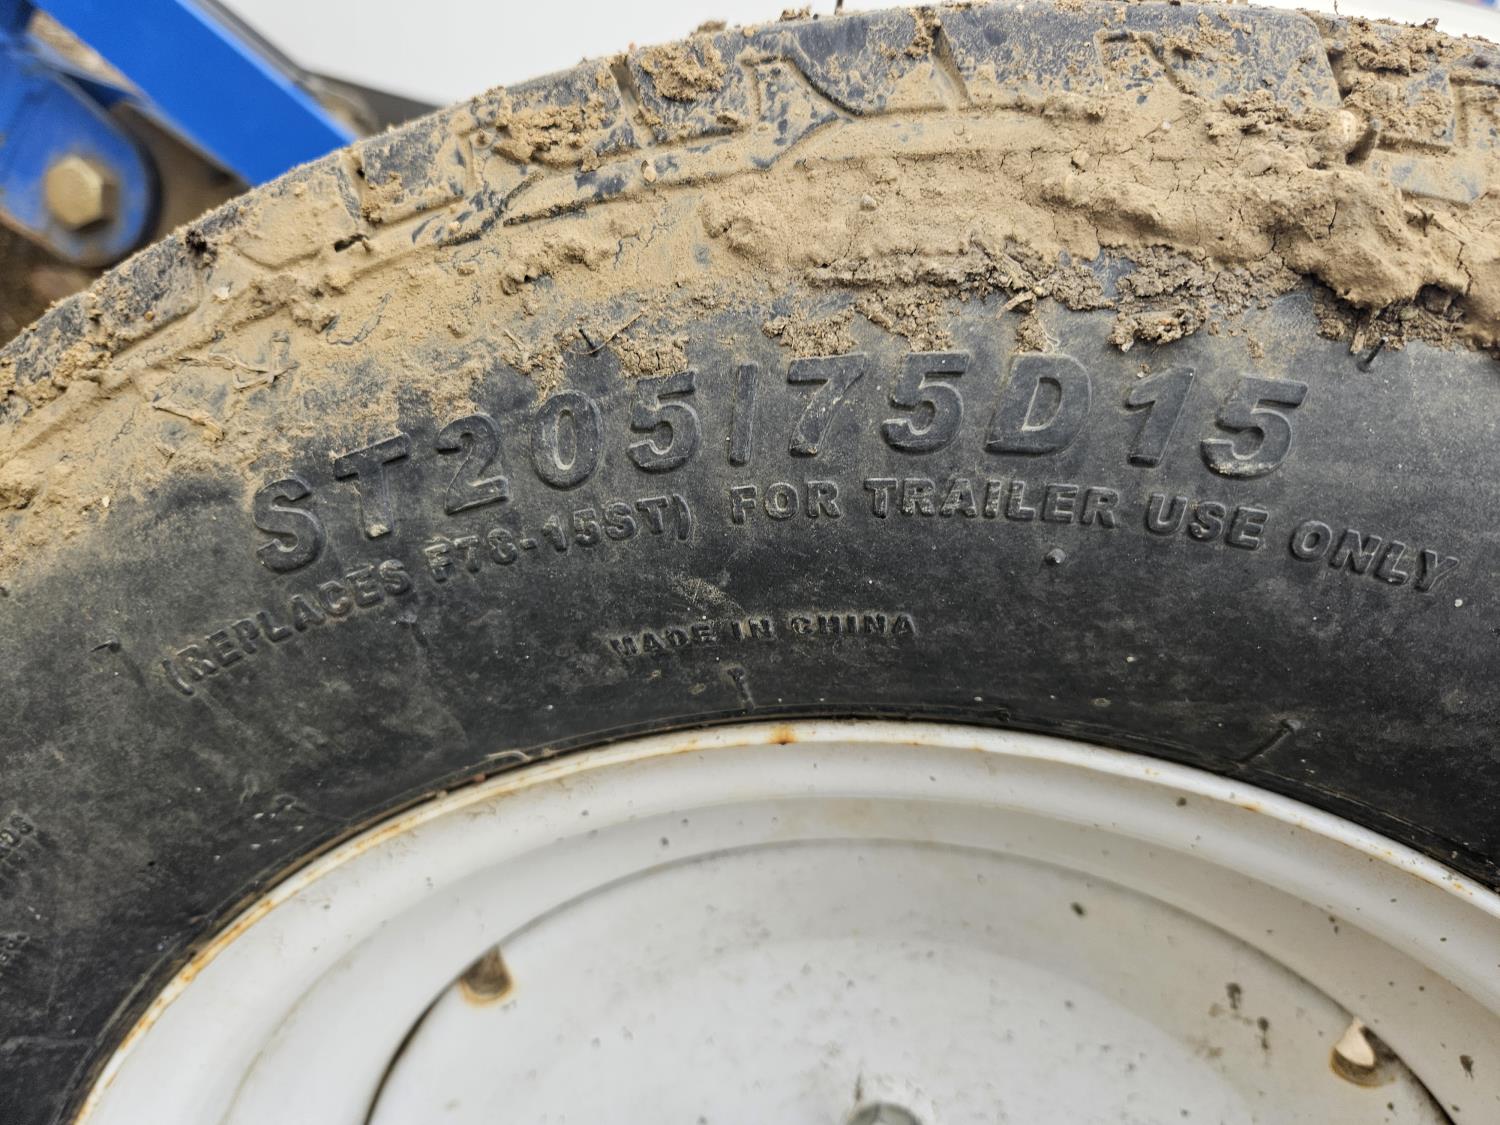 ST205/75D15
(REPLACES F78-15ST) FOR TRAILER USE ONLY
MADE IN CHINA